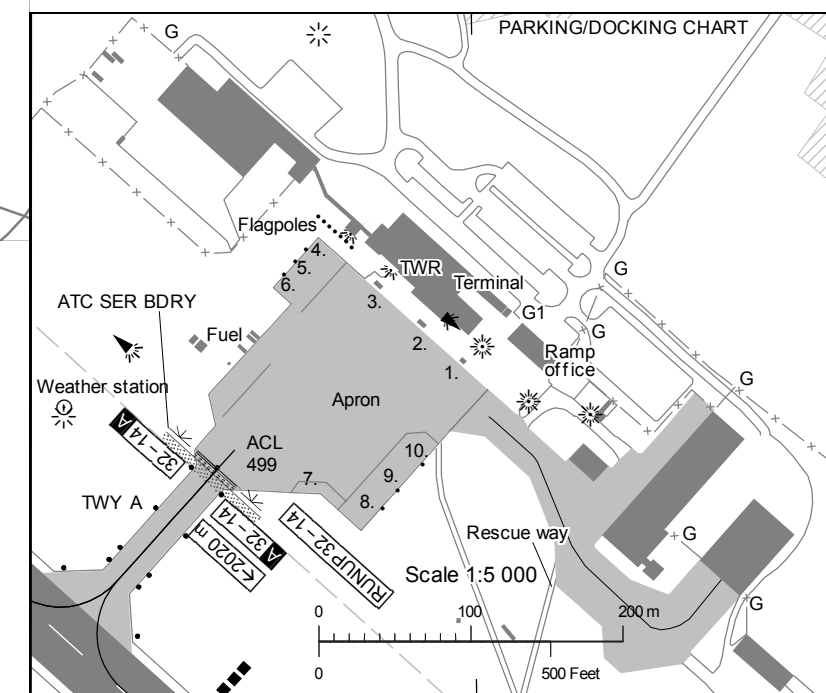 PARKING/DOCKING CHART
G
Flagpoles
4.
5.
6.
TWR
Terminal
G
3.
G1
ATC SER BDRY
2.
G
Fuel
Ramp
office
1.
G
Weather station
Apron
32-14 A
ACL
499
10.
9.
8.
7.
TWY A
A 32-14
←2020 m
RUNUP 32-14
Rescue way
G
Scale 1:5 000
G
0 100 200 m
0 500 Feet